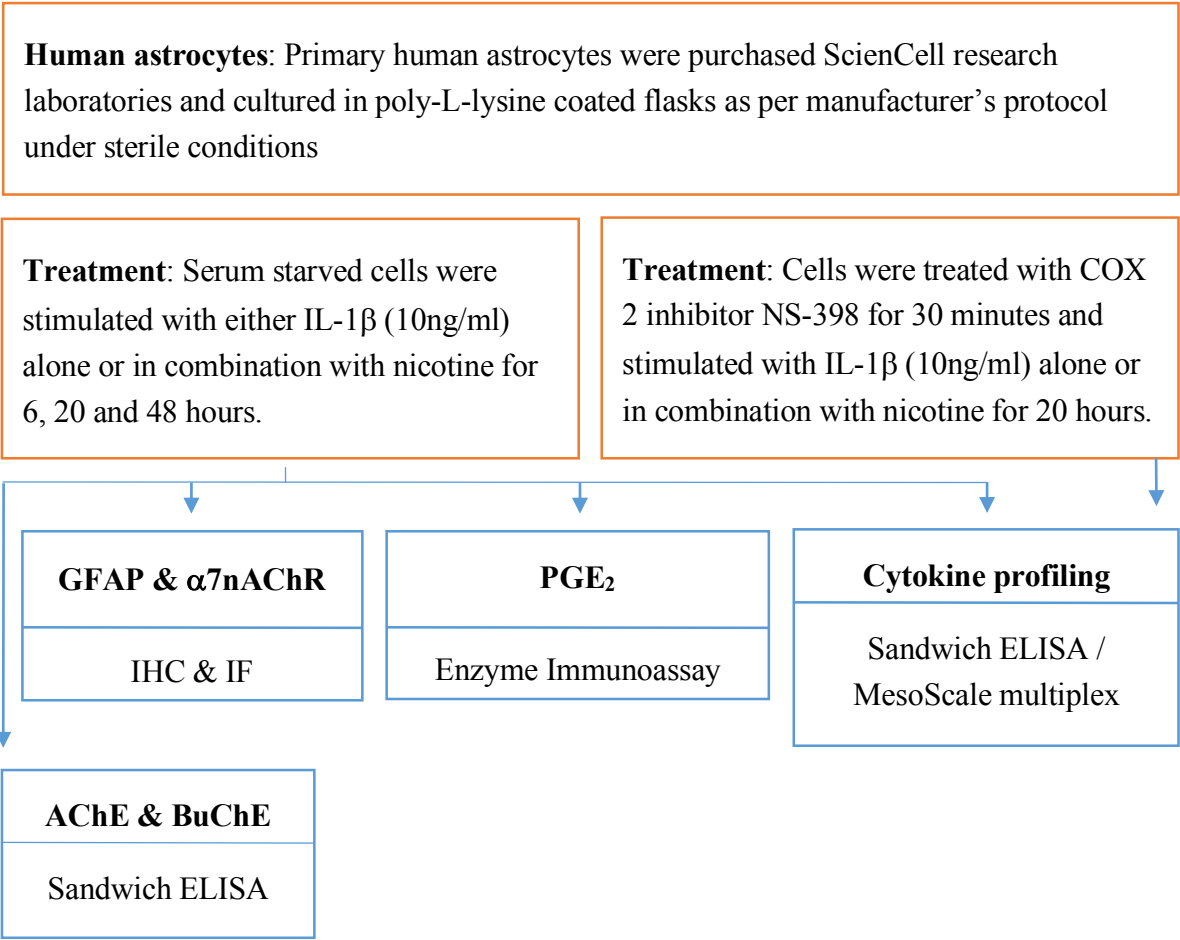 Human astrocytes: Primary human astrocytes were purchased ScienCell research
laboratories and cultured in poly-L-lysine coated flasks as per manufacturer’s protocol
under sterile conditions
Treatment: Serum starved cells were
stimulated with either IL-1β (10ng/ml)
alone or in combination with nicotine for
6, 20 and 48 hours.
Treatment: Cells were treated with COX
2 inhibitor NS-398 for 30 minutes and
stimulated with IL-1β (10ng/ml) alone or
in combination with nicotine for 20 hours.
GFAP & α7nAChR
IHC & IF
PGE₂
Enzyme Immunoassay
Cytokine profiling
Sandwich ELISA /
MesoScale multiplex
AChE & BuChE
Sandwich ELISA